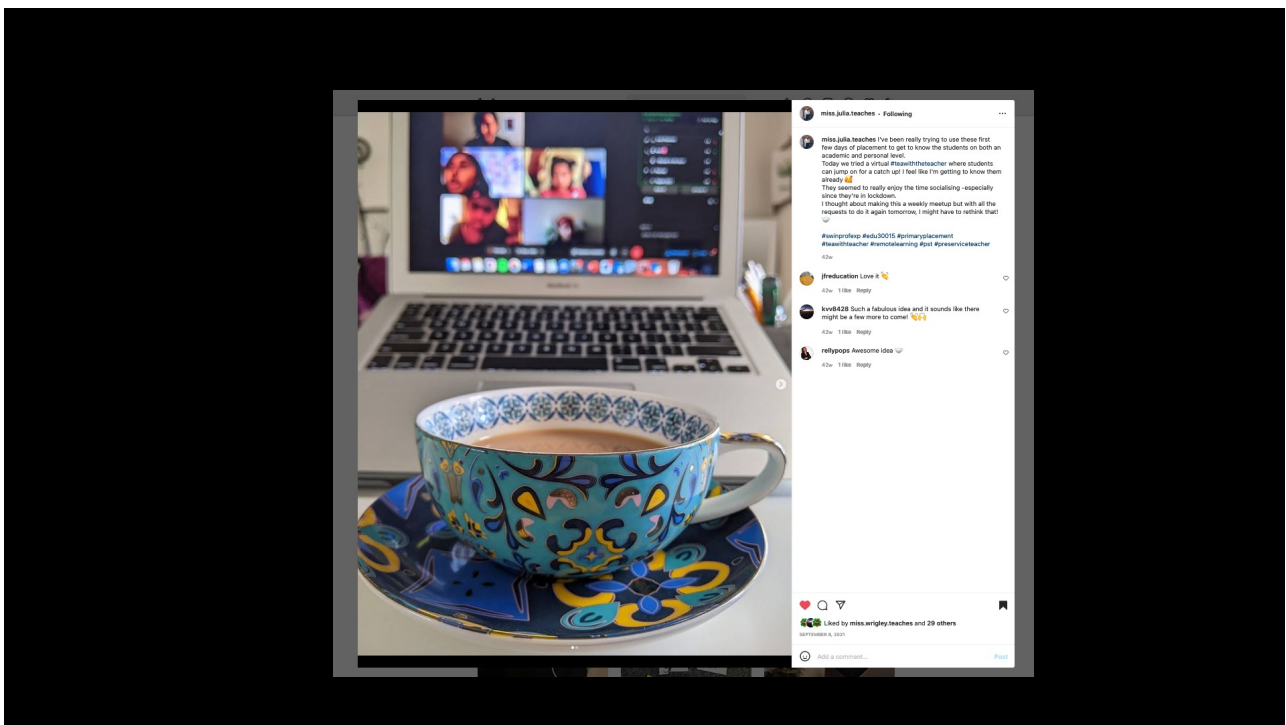 miss.julia.teaches • Following
miss.julia.teaches I've been really trying to use these first
few days of placement to get to know the students on both an
academic and personal level.
Today we tried a virtual #teawiththeteacher where students
can jump on for a catch up! I feel like I'm getting to know them
already
They seemed to really enjoy the time socialising -especially
since they're in lockdown.
I thought about making this a weekly meetup but with all the
requests to do it again tomorrow, I might have to rethink that!
#swinprofexp #edu30015 #primaryplacement
#teawithteacher #remotelearning #pst #preserviceteacher
42w
jfreducation Love it
42w 1 like Reply
kvv8428 Such a fabulous idea and it sounds like there
might be a few more to come!
42w 1 like Reply
rellypops Awesome idea
42w 1 like Reply
Liked by miss.wrigley.teaches and 29 others
SEPTEMBER 8, 2021
Add a comment...
Post